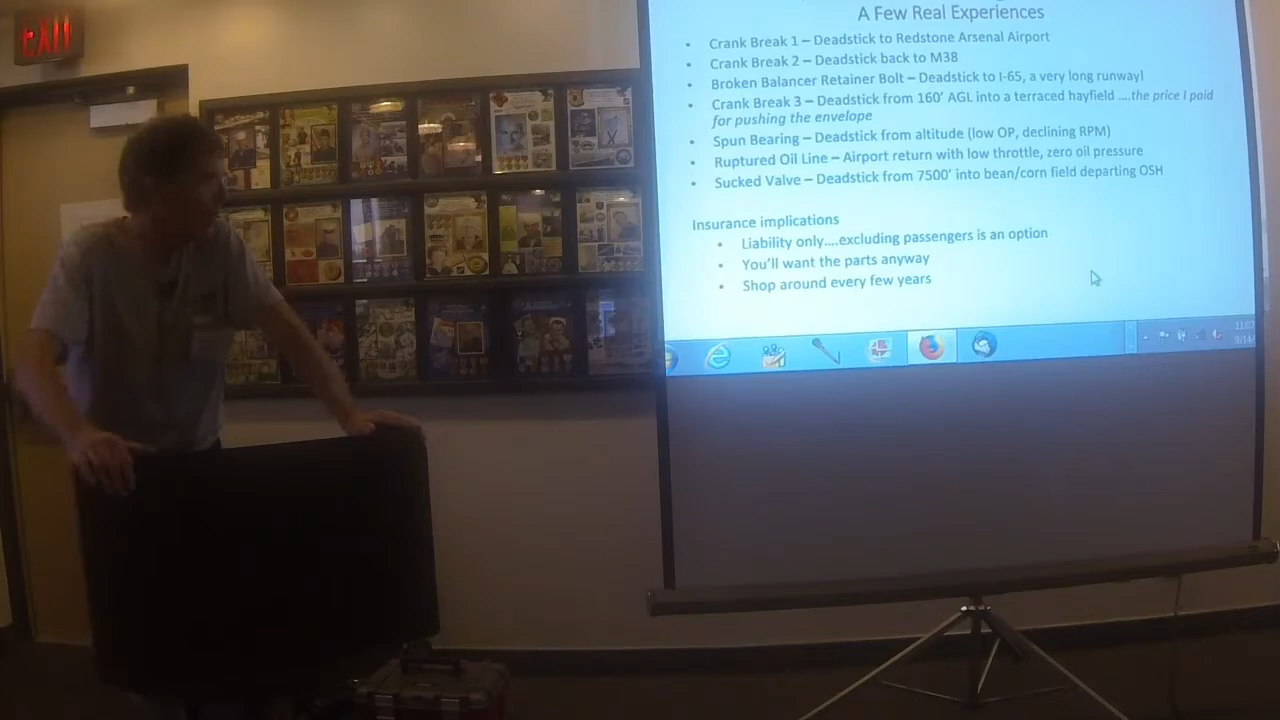 EXIT
A Few Real Experiences
• Crank Break 1 – Deadstick to Redstone Arsenal Airport
• Crank Break 2 – Deadstick back to M38
• Broken Balancer Retainer Bolt – Deadstick to I-65, a very long runway!
• Crank Break 3 – Deadstick from 160' AGL into a terraced hayfield ….the price I paid
for pushing the envelope
• Spun Bearing – Deadstick from altitude (low OP, declining RPM)
• Ruptured Oil Line – Airport return with low throttle, zero oil pressure
• Sucked Valve – Deadstick from 7500' into bean/corn field departing OSH
Insurance implications
• Liability only….excluding passengers is an option
• You'll want the parts anyway
• Shop around every few years